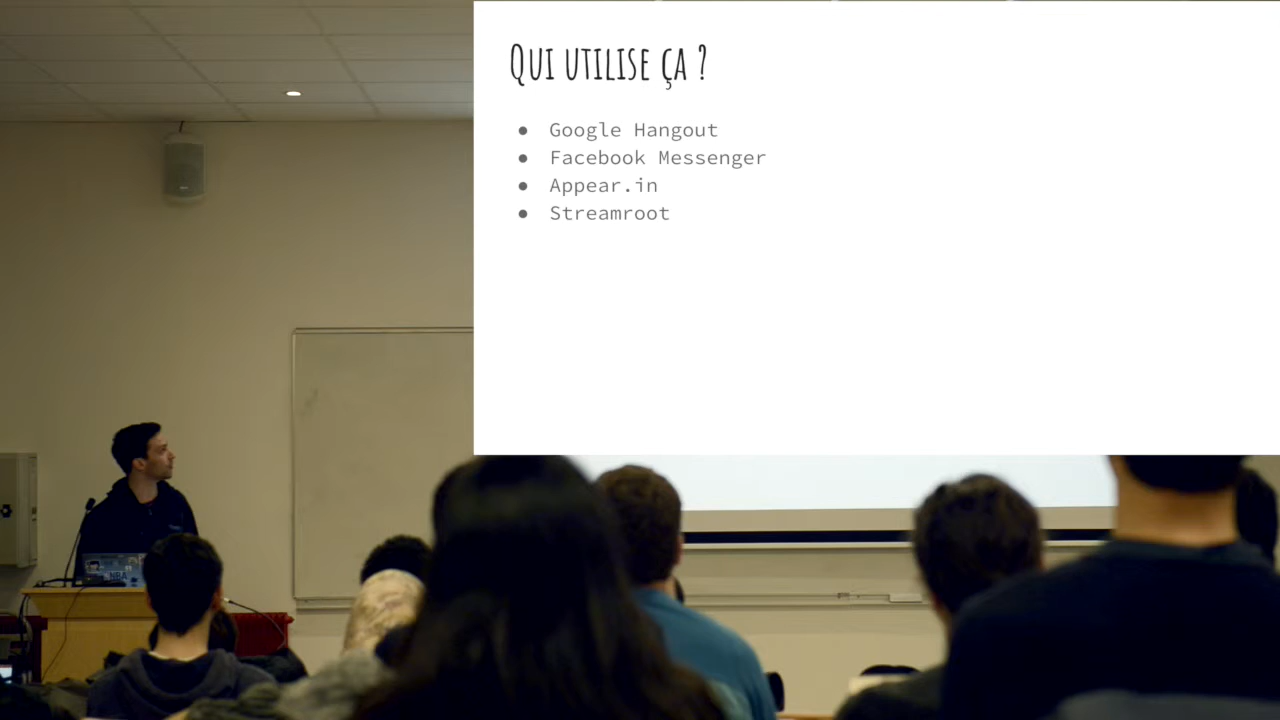 Qui utilise ça ?
● Google Hangout
● Facebook Messenger
● Appear.in
● Streamroot